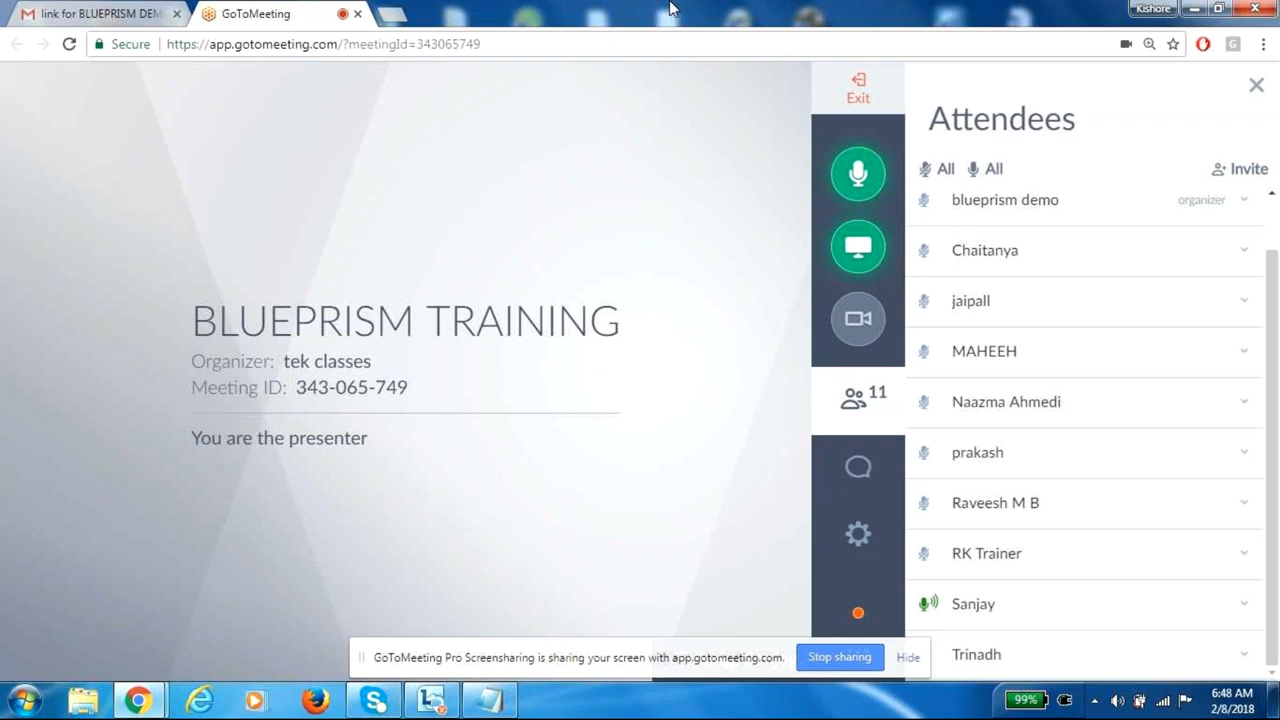 link for BLUEPRISM DEM
GoToMeeting
Kishore
Secure
https://app.gotomeeting.com/?meetingId=343065749
G
Exit
Attendees
All All Invite
blueprism demo organizer
Chaitanya
jaipall
11
MAHEEH
Naazma Ahmedi
prakash
Raveesh M B
RK Trainer
Sanjay
Trinadh
BLUEPRISM TRAINING
Organizer: tek classes
Meeting ID: 343-065-749
You are the presenter
GoToMeeting Pro Screensharing is sharing your screen with app.gotomeeting.com. Stop sharing Hide
99%
6:48 AM
2/8/2018